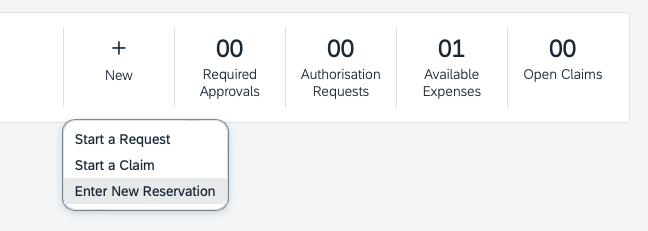 +
New
00
Required
Approvals
00
Authorisation
Requests
01
Available
Expenses
00
Open Claims
Start a Request
Start a Claim
Enter New Reservation